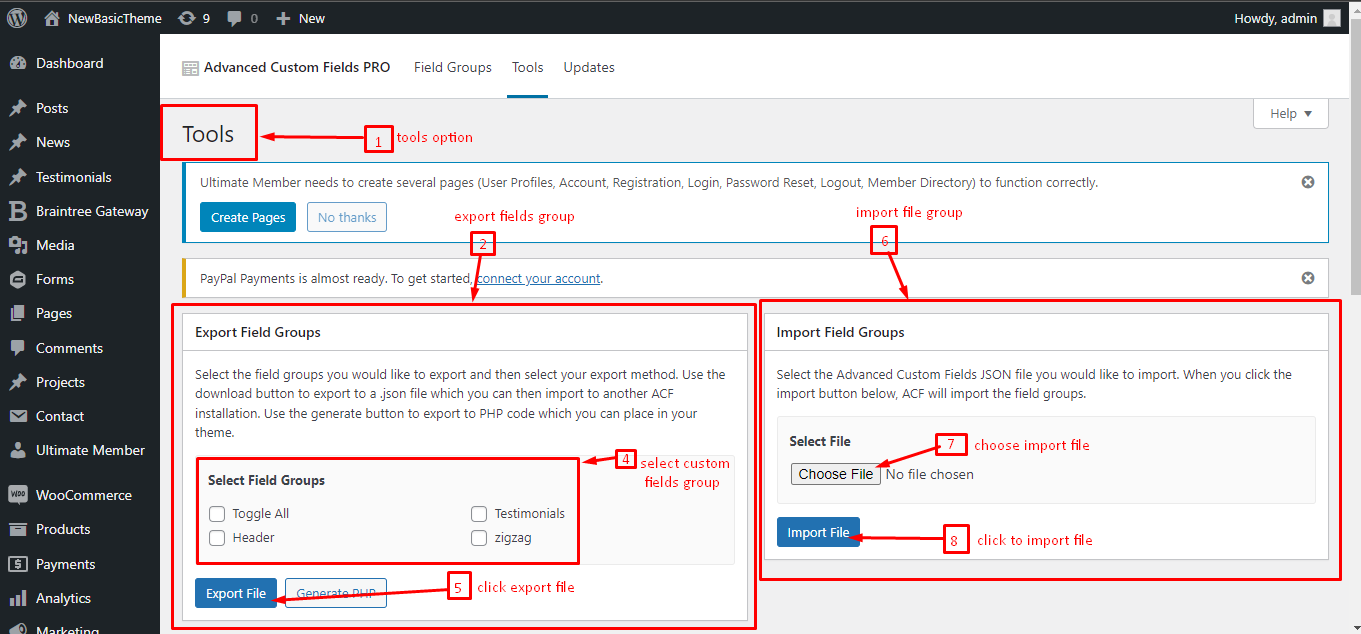 NewBasicTheme 9 0 New Howdy, admin
Dashboard
Posts
News
Testimonials
Braintree Gateway
Media
Forms
Pages
Comments
Projects
Contact
Ultimate Member
WooCommerce
Products
Payments
Analytics
Marketing
Advanced Custom Fields PRO Field Groups Tools Updates
Help
Tools
1 tools option
Ultimate Member needs to create several pages (User Profiles, Account, Registration, Login, Password Reset, Logout, Member Directory) to function correctly.
Create Pages No thanks
export fields group
2
import file group
6
PayPal Payments is almost ready. To get started, connect your account.
Export Field Groups
Select the field groups you would like to export and then select your export method. Use the
download button to export to a .json file which you can then import to another ACF
installation. Use the generate button to export to PHP code which you can place in your
theme.
4 select custom
fields group
Select Field Groups
Toggle All Testimonials
Header zigzag
Export File Generate PHP
5 click export file
Import Field Groups
Select the Advanced Custom Fields JSON file you would like to import. When you click the
import button below, ACF will import the field groups.
Select File
7 choose import file
Choose File No file chosen
Import File
8 click to import file